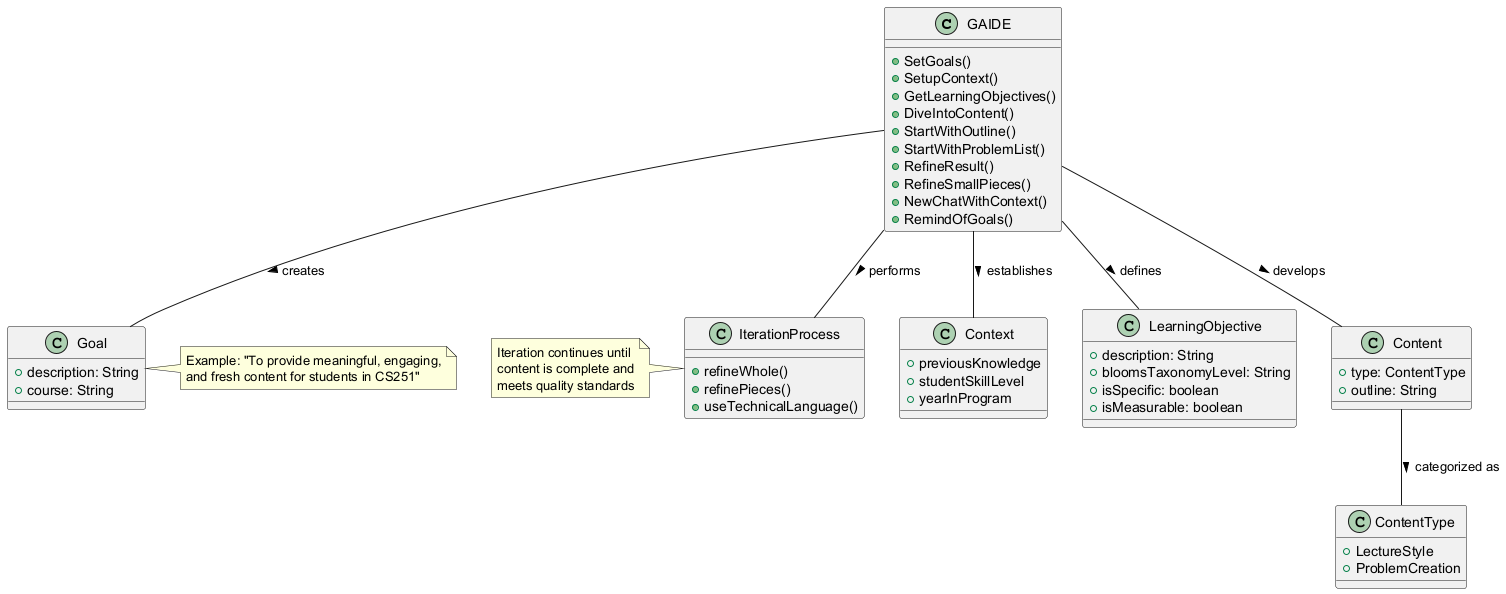 C GAIDE
SetGoals()
SetupContext()
GetLearningObjectives()
DiveIntoContent()
StartWithOutline()
StartWithProblemList()
RefineResult()
RefineSmallPieces()
NewChatWithContext()
RemindOfGoals()
creates
performs
establishes
defines
develops
C Goal
description: String
course: String
Example: "To provide meaningful, engaging,
and fresh content for students in CS251"
Iteration continues until
content is complete and
meets quality standards
C IterationProcess
refineWhole()
refinePieces()
useTechnicalLanguage()
C Context
previousKnowledge
studentSkillLevel
yearInProgram
C LearningObjective
description: String
bloomsTaxonomyLevel: String
isSpecific: boolean
isMeasurable: boolean
C Content
type: ContentType
outline: String
categorized as
C ContentType
LectureStyle
ProblemCreation